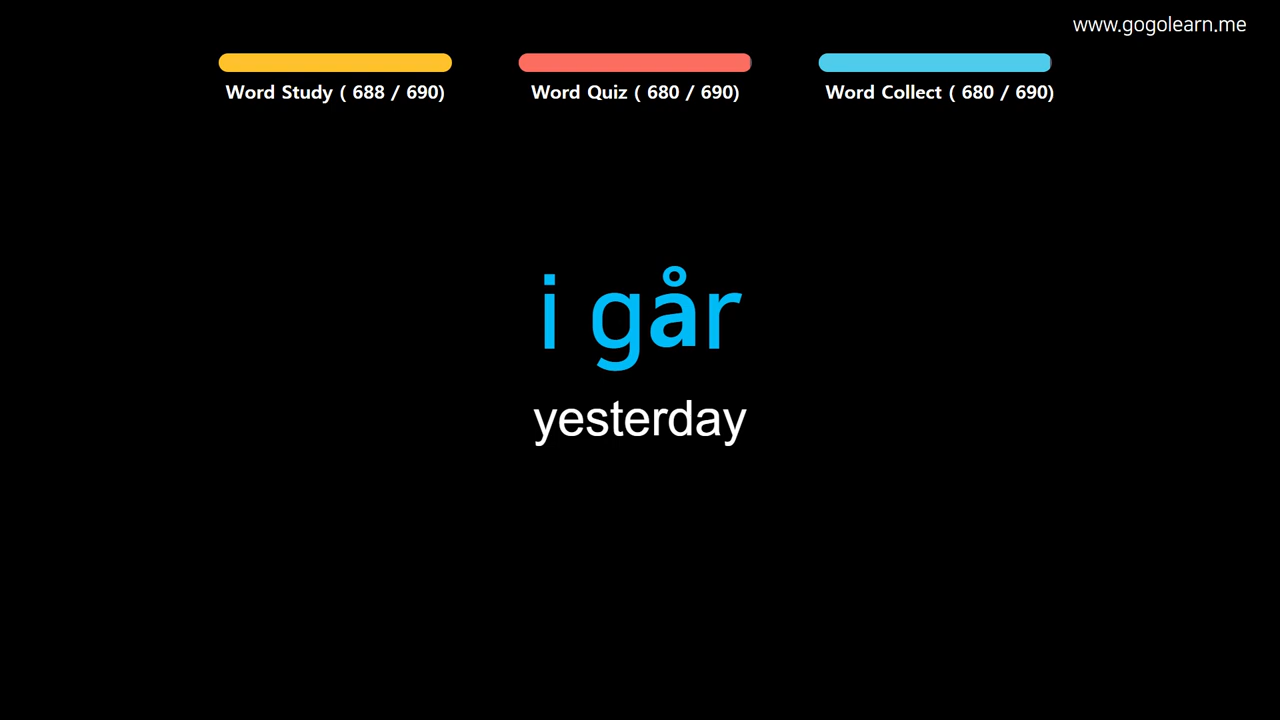 www.gogolearn.me
Word Study ( 688 / 690)
Word Quiz ( 680 / 690)
Word Collect ( 680 / 690)
i går
yesterday